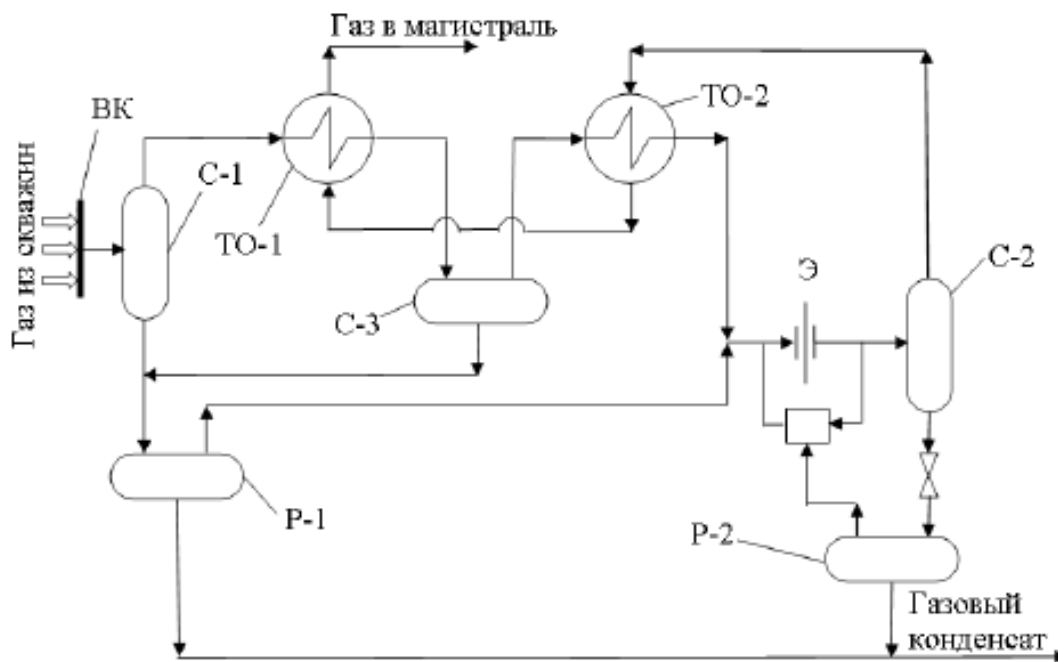 Газ в магистраль
ВК
ТО-2
С-1
ТО-1
Газ из скважин
Э
С-2
С-3
Р-1
Р-2
Газовый
конденсат